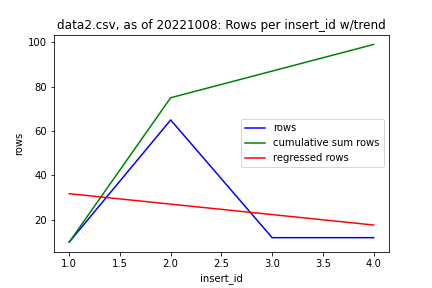 data2.csv, as of 20221008: Rows per insert_id w/trend
100
80
60
40
20
rows
rows
cumulative sum rows
regressed rows
1.0 1.5 2.0 2.5 3.0 3.5 4.0
insert_id